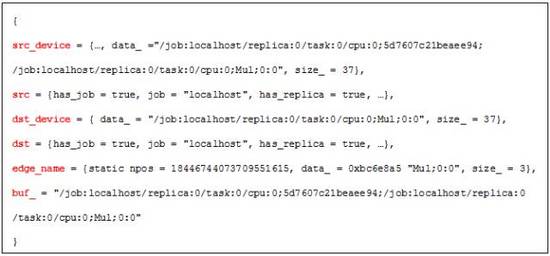 {
src_device = {…, data_ ="/job:localhost/replica:0/task:0/cpu:0;5d7607c21beaee94;
/job:localhost/replica:0/task:0/cpu:0;Mul;0:0", size_ = 37},
src = {has_job = true, job = "localhost", has_replica = true, …},
dst_device = { data_ = "/job:localhost/replica:0/task:0/cpu:0;Mul;0:0", size_ = 37},
dst = {has_job = true, job = "localhost", has_replica = true, …},
edge_name = {static npos = 18446744073709551615, data_ = 0xbc6e8a5 "Mul;0:0", size_ = 3},
buf_ = "/job:localhost/replica:0/task:0/cpu:0;5d7607c21beaee94;/job:localhost/replica:0
/task:0/cpu:0;Mul;0:0"
}